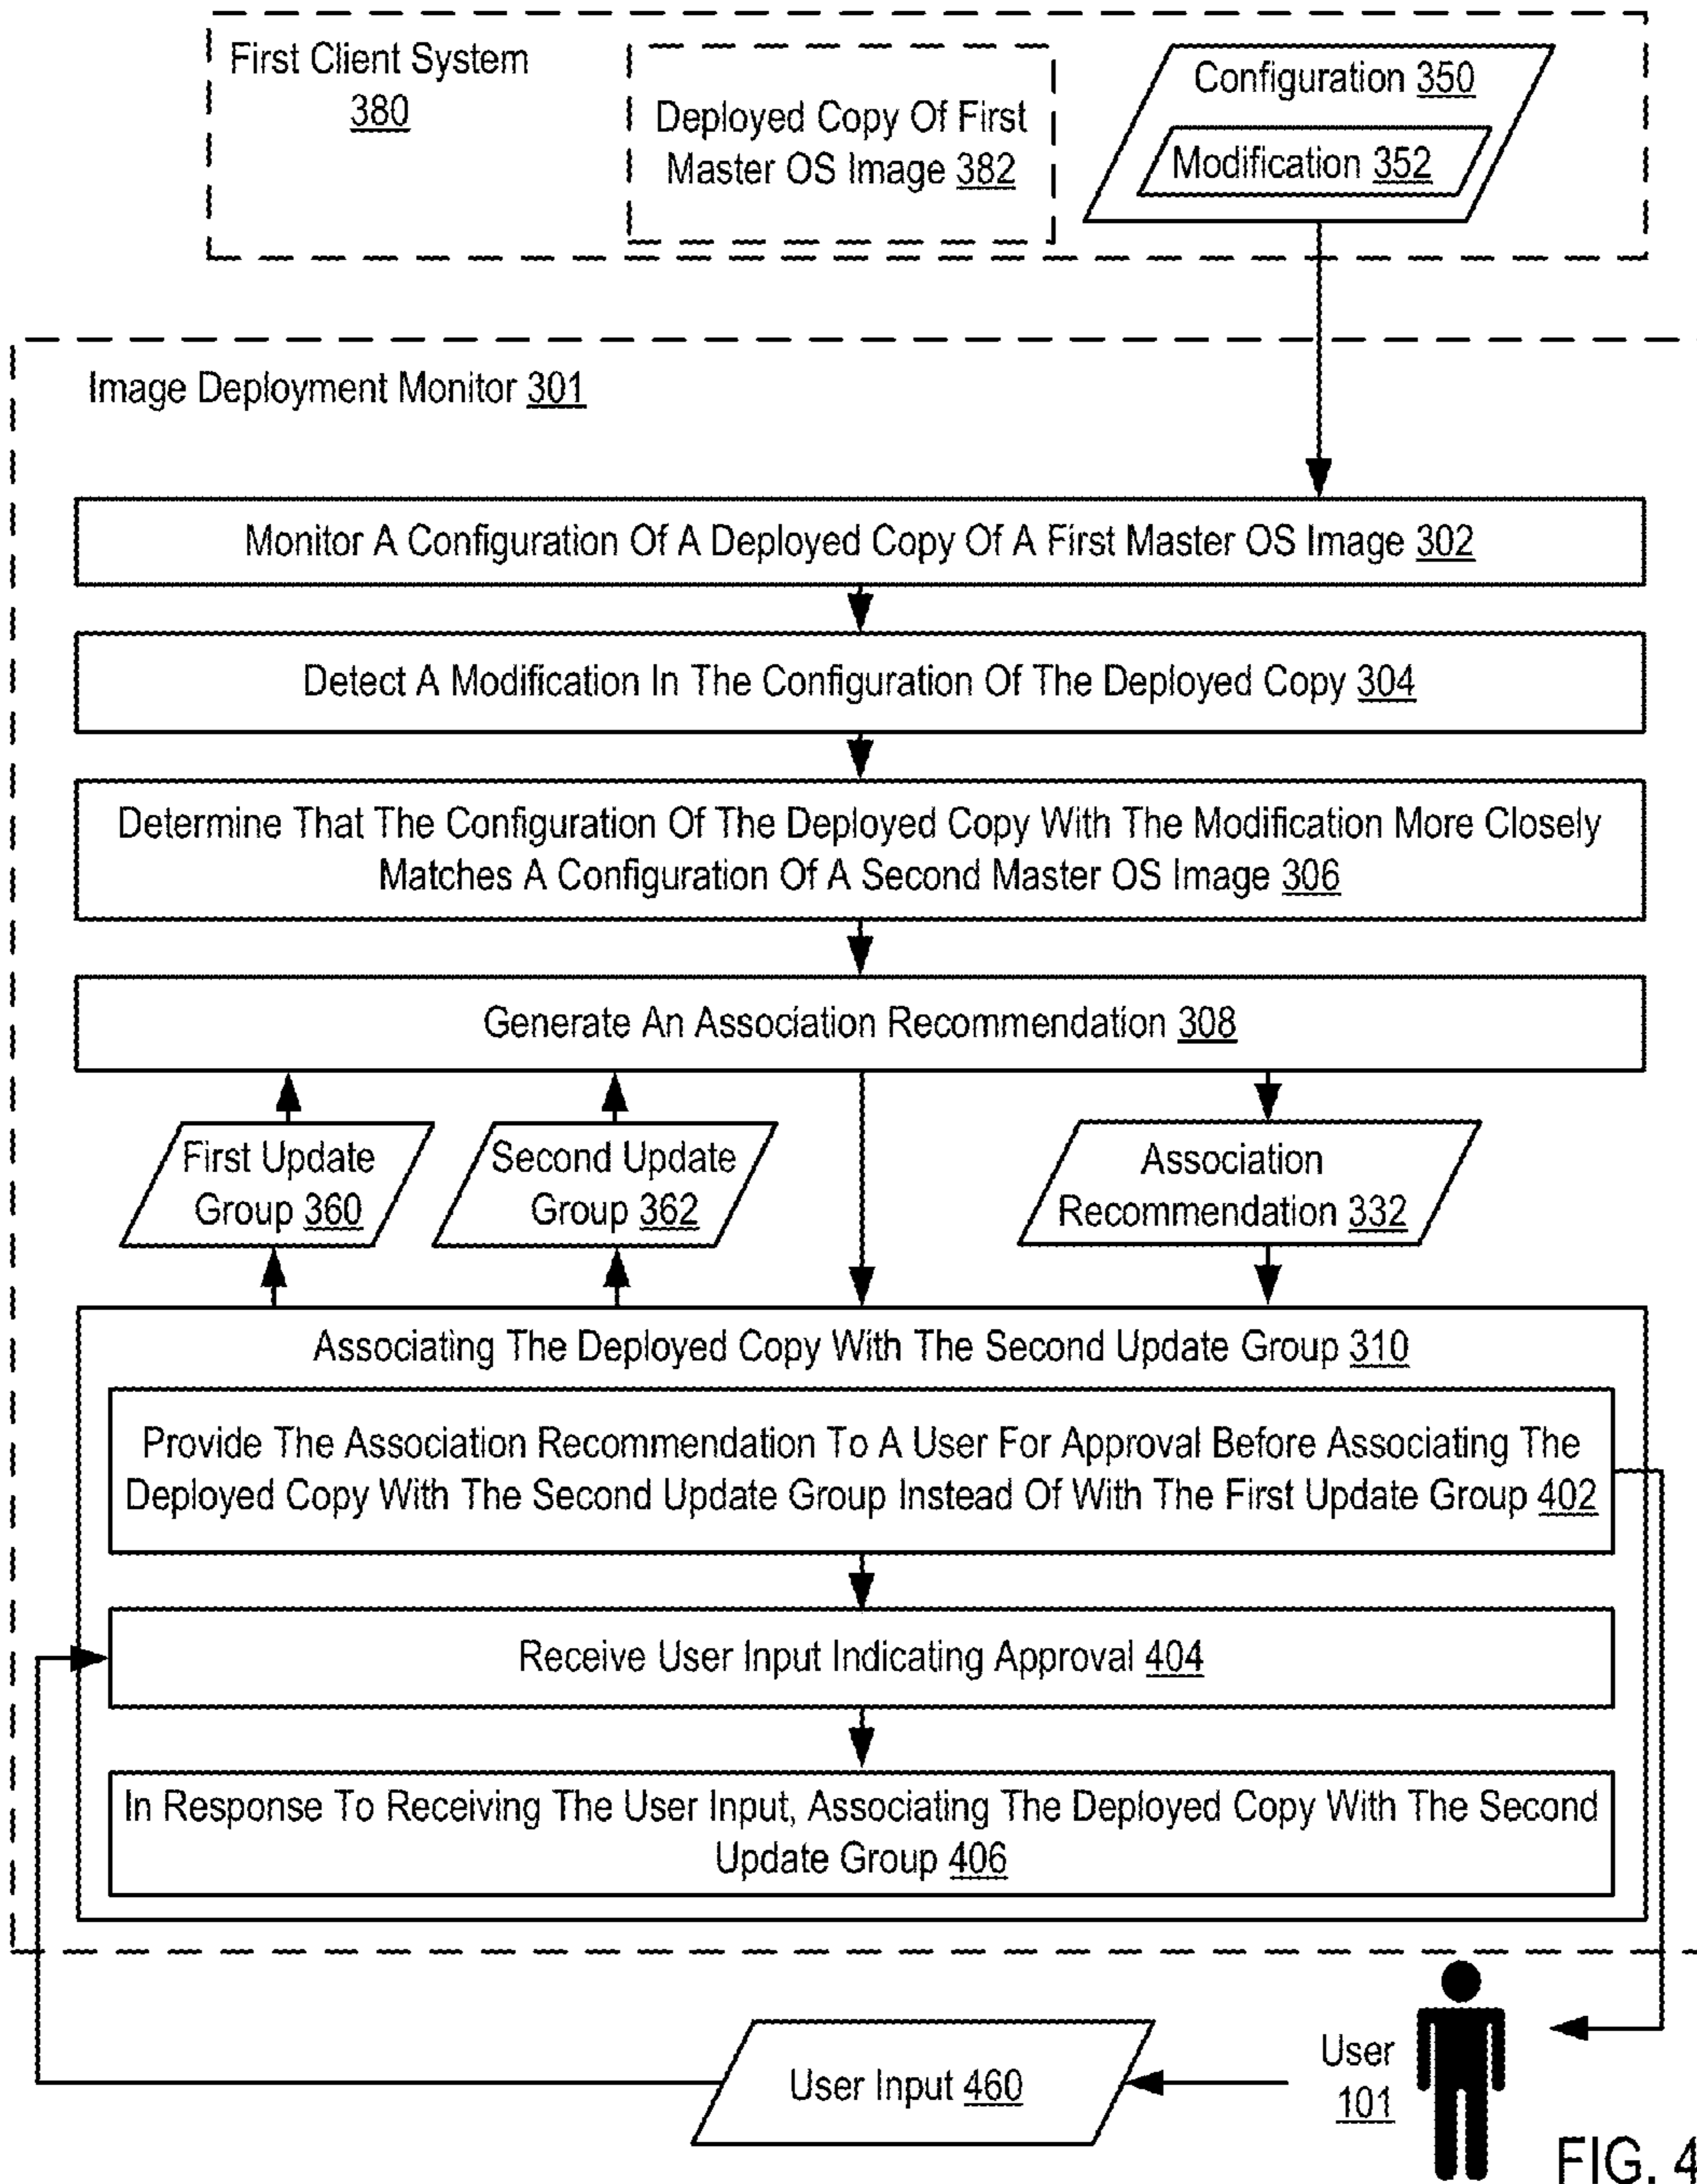 First Client System
380
Deployed Copy Of First
Master OS Image 382
Configuration 350
Modification 352
Image Deployment Monitor 301
Monitor A Configuration Of A Deployed Copy Of A First Master OS Image 302
Detect A Modification In The Configuration Of The Deployed Copy 304
Determine That The Configuration Of The Deployed Copy With The Modification More Closely
Matches A Configuration Of A Second Master OS Image 306
Generate An Association Recommendation 308
First Update
Group 360
Second Update
Group 362
Association
Recommendation 332
Associating The Deployed Copy With The Second Update Group 310
Provide The Association Recommendation To A User For Approval Before Associating The
Deployed Copy With The Second Update Group Instead Of With The First Update Group 402
Receive User Input Indicating Approval 404
In Response To Receiving The User Input, Associating The Deployed Copy With The Second
Update Group 406
User Input 460
User
101
FIG. 4